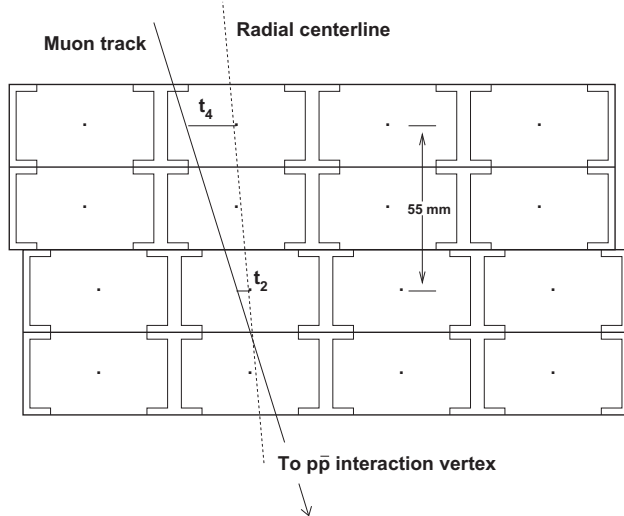 Radial centerline
Muon track
t₄
55 mm
t₂
To pp̄ interaction vertex